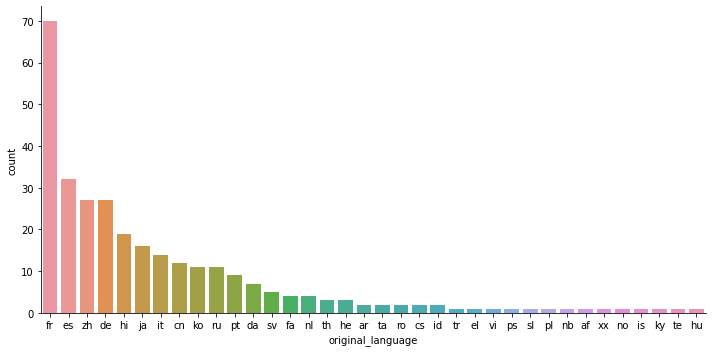 70
60
50
40
30
20
10
0
count
fr es zh de hi ja it cn ko ru pt da sv fa nl th he ar ta ro cs id tr el vi ps sl pl nb af xx no is ky te hu
original_language